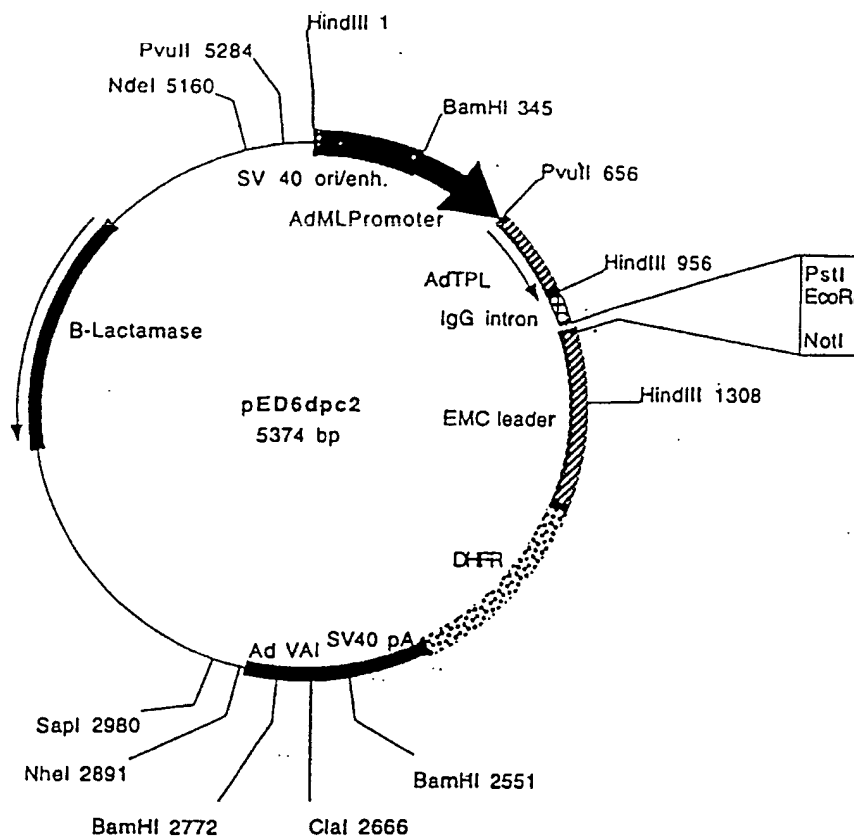 HindIII 1
PvuII 5284
NdeI 5160
BamHI 345
SV 40 ori/enh.
PvuII 656
AdMLPromoter
HindIII 956
AdTPL
PstI
EcoR
IgG intron
NotI
B-Lactamase
pED6dpc2
5374 bp
HindIII 1308
EMC leader
DHFR
SV40 pA
Ad VAI
SapI 2980
NheI 2891
BamHI 2551
BamHI 2772
ClaI 2666